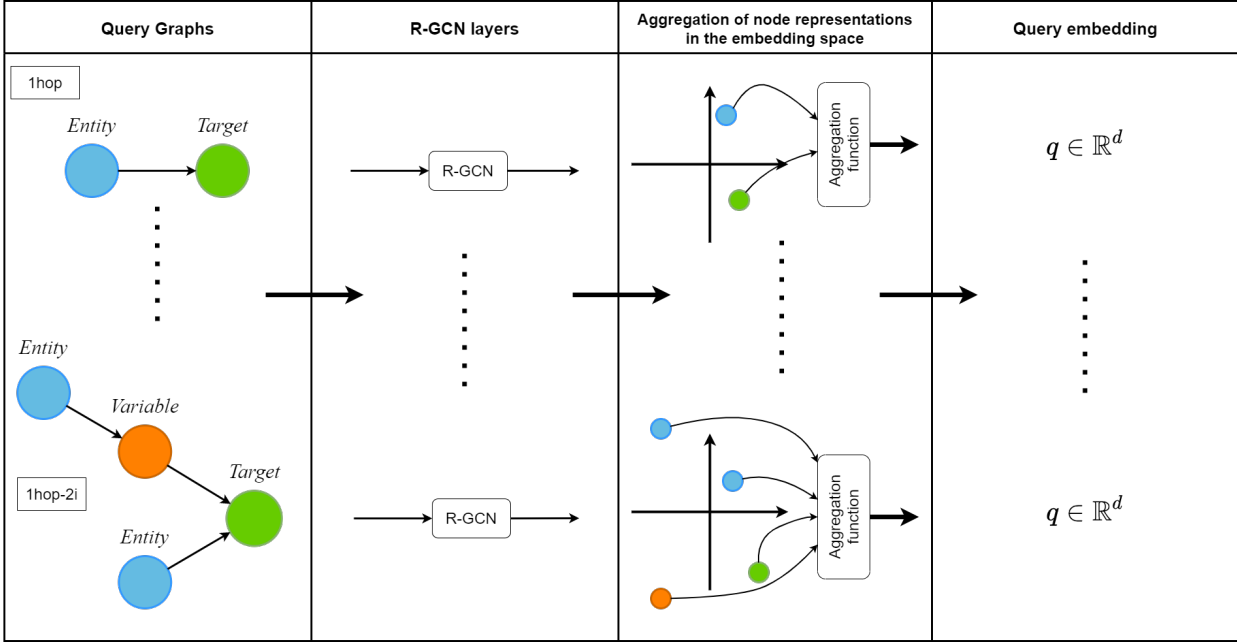 Query Graphs
R-GCN layers
Aggregation of node representations
in the embedding space
Query embedding
1hop
Entity
Target
R-GCN
Aggregation
function
q ∈ ℝ^d
Entity
Variable
Target
1hop-2i
Entity
R-GCN
Aggregation
function
q ∈ ℝ^d